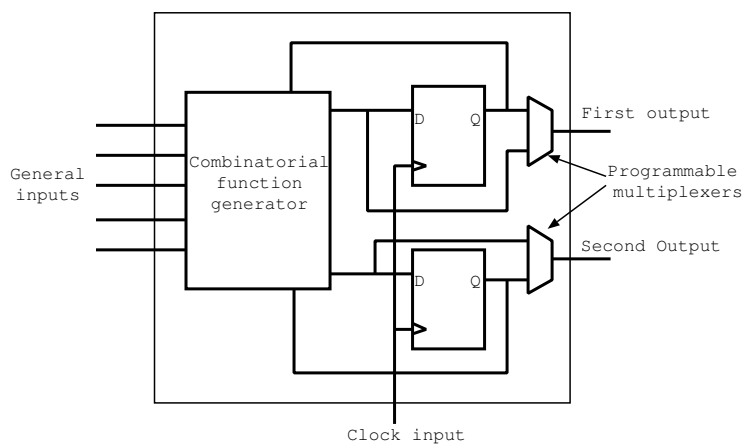 First output
D
Q
General
inputs
Combinatorial
function
generator
Programmable
multiplexers
Second Output
D
Q
Clock input